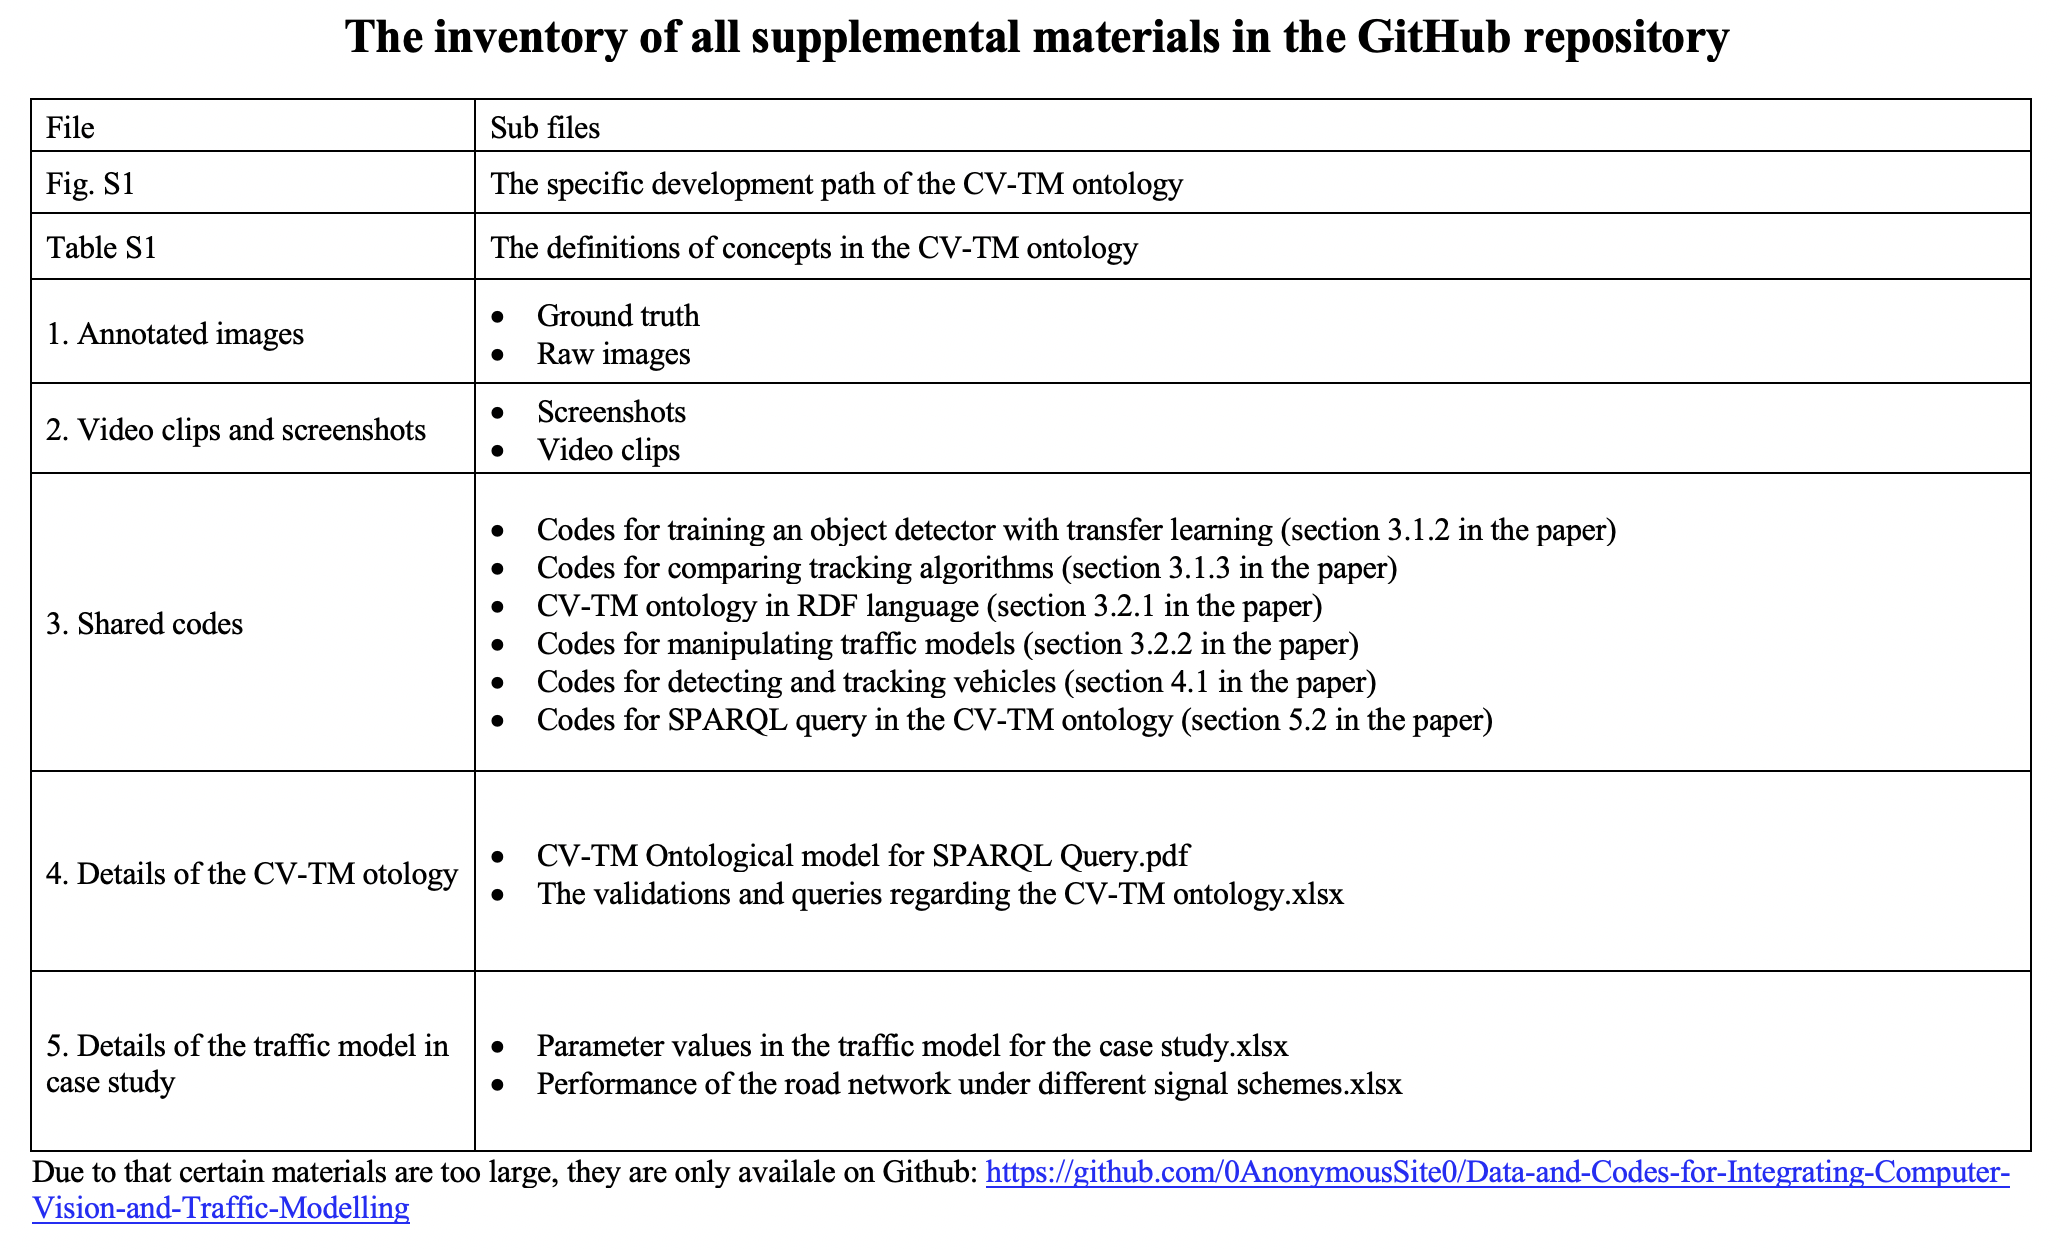 The inventory of all supplemental materials in the GitHub repository
File
Sub files
Fig. S1
The specific development path of the CV-TM ontology
Table S1
The definitions of concepts in the CV-TM ontology
1. Annotated images
• Ground truth
• Raw images
2. Video clips and screenshots
• Screenshots
• Video clips
3. Shared codes
• Codes for training an object detector with transfer learning (section 3.1.2 in the paper)
• Codes for comparing tracking algorithms (section 3.1.3 in the paper)
• CV-TM ontology in RDF language (section 3.2.1 in the paper)
• Codes for manipulating traffic models (section 3.2.2 in the paper)
• Codes for detecting and tracking vehicles (section 4.1 in the paper)
• Codes for SPARQL query in the CV-TM ontology (section 5.2 in the paper)
4. Details of the CV-TM otology
• CV-TM Ontological model for SPARQL Query.pdf
• The validations and queries regarding the CV-TM ontology.xlsx
5. Details of the traffic model in
case study
• Parameter values in the traffic model for the case study.xlsx
• Performance of the road network under different signal schemes.xlsx
Due to that certain materials are too large, they are only availale on Github: https://github.com/0AnonymousSite0/Data-and-Codes-for-Integrating-Computer-
Vision-and-Traffic-Modelling